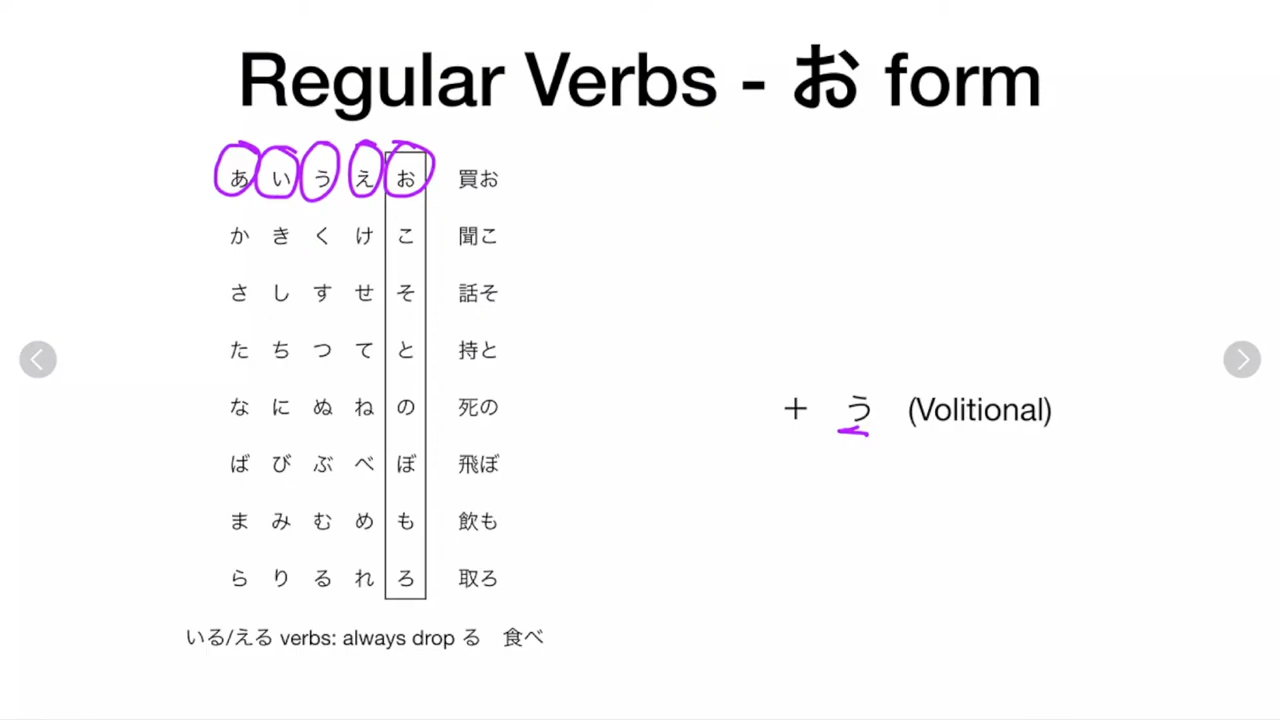 Regular Verbs - お form
あ い う え お 買お
か き く け こ 聞こ
さ し す せ そ 話そ
た ち つ て と 持と
な に ぬ ね の 死の
+ う (Volitional)
ば び ぶ べ ぼ 飛ぼ
ま み む め も 飲も
ら り る れ ろ 取ろ
いる/える verbs: always drop る 食べ